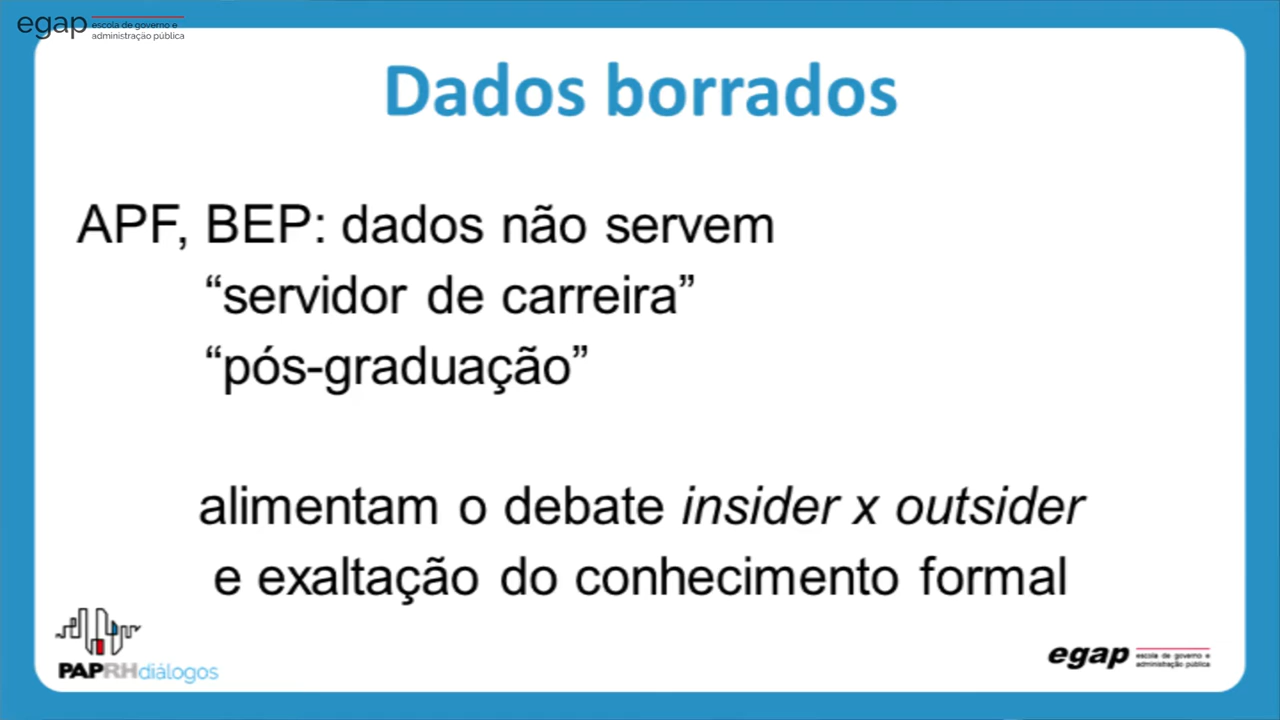 egap escola de governo e
administração pública
Dados borrados
APF, BEP: dados não servem
“servidor de carreira”
“pós-graduação”
alimentam o debate insider x outsider
e exaltação do conhecimento formal
PAPRHdiálogos
egap escola de governo e
administração pública